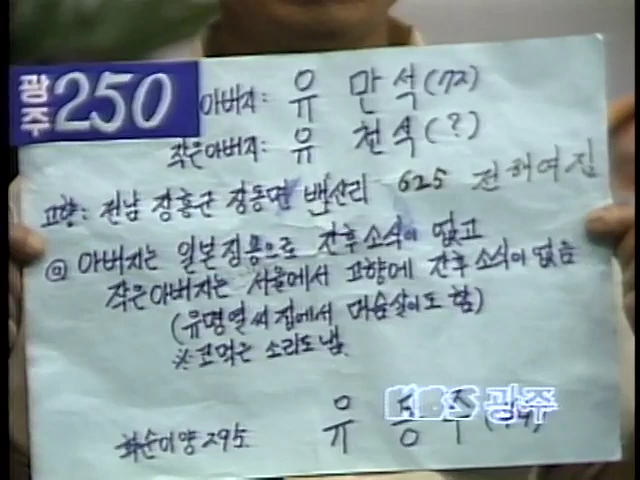 광주 250
아버지: 유 만 석(72)
작은아버지: 유 천 석(?)
고향: 전남 장흥군 장동면 백산리 625 전 헤여짐
@ 아버지는 일본징용으로 간후소식이 없고
작은아버지는 서울에서 고향에 간후 소식이 없음
(유명열씨집에서 머슴살이도 함)
※코먹은 소리도 냄
KBS 광주
유 동 주
화순이양 295